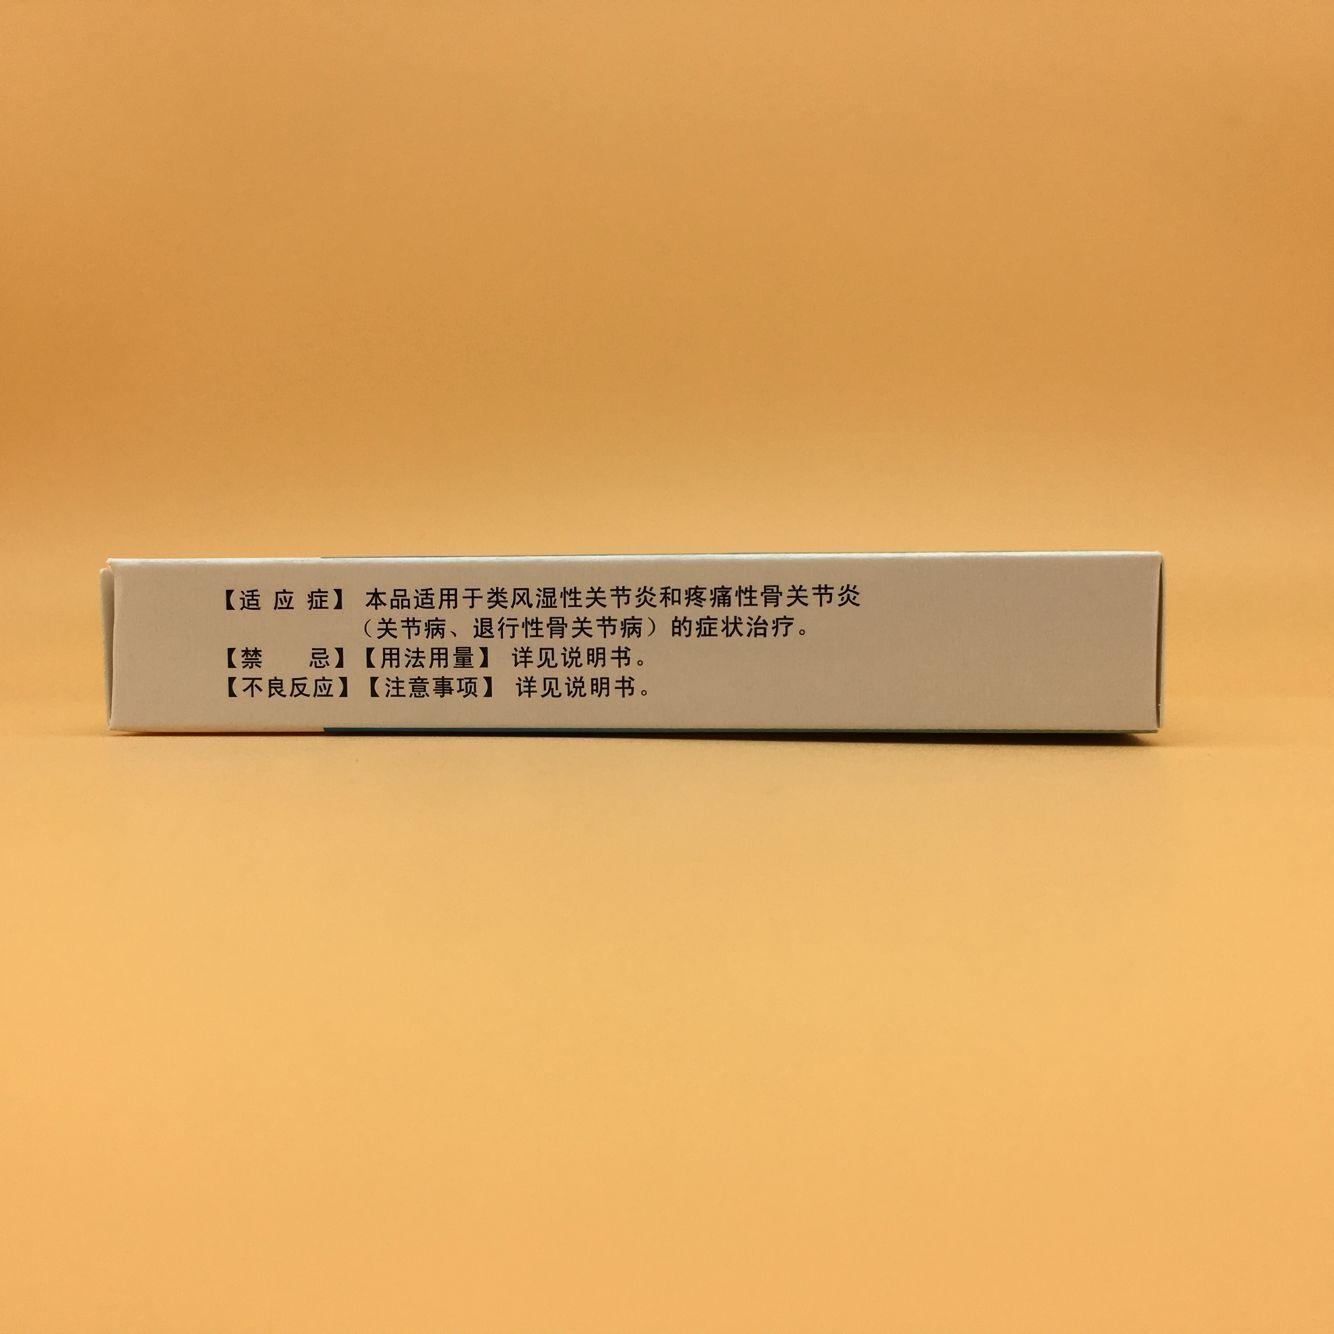 【适 应 症】 本品适用于类风湿性关节炎和疼痛性骨关节炎
（关节病、退行性骨关节病）的症状治疗。
【禁 忌】【用法用量】 详见说明书。
【不良反应】【注意事项】 详见说明书。